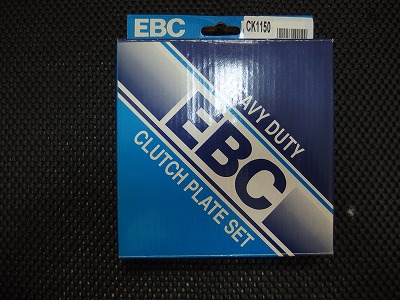 EBC
CK1150
HEAVY DUTY
EBC
CLUTCH PLATE SET